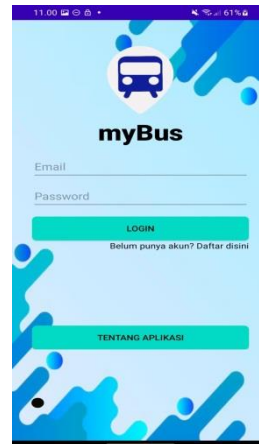 11.00 61%
myBus
Email
Password
LOGIN
Belum punya akun? Daftar disini
TENTANG APLIKASI